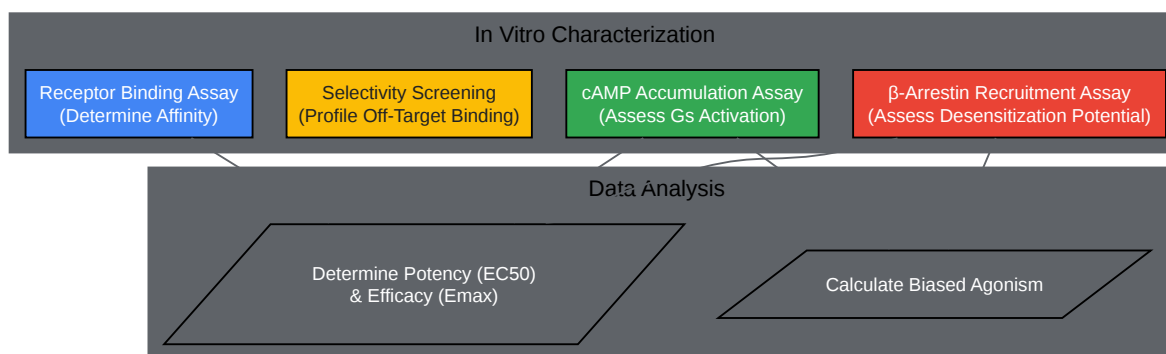 In Vitro Characterization
Receptor Binding Assay
(Determine Affinity)
Selectivity Screening
(Profile Off-Target Binding)
cAMP Accumulation Assay
(Assess Gs Activation)
β-Arrestin Recruitment Assay
(Assess Desensitization Potential)
Data Analysis
Determine Potency (EC50)
& Efficacy (Emax)
Calculate Biased Agonism